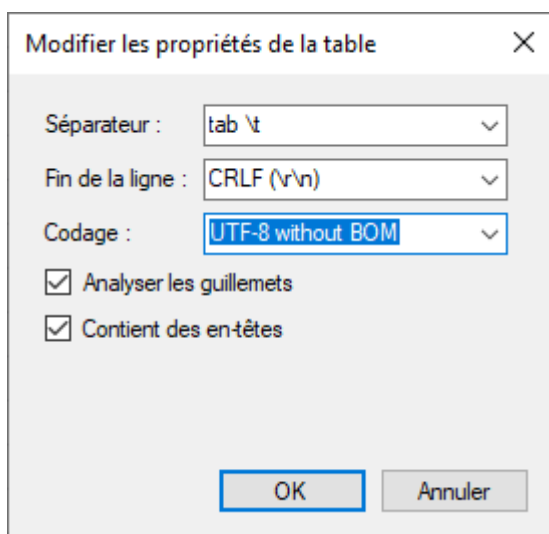 Modifier les propriétés de la table
Séparateur : tab \t
Fin de la ligne : CRLF (\r\n)
Codage : UTF-8 without BOM
Analyser les guillemets
Contient des en-têtes
OK Annuler